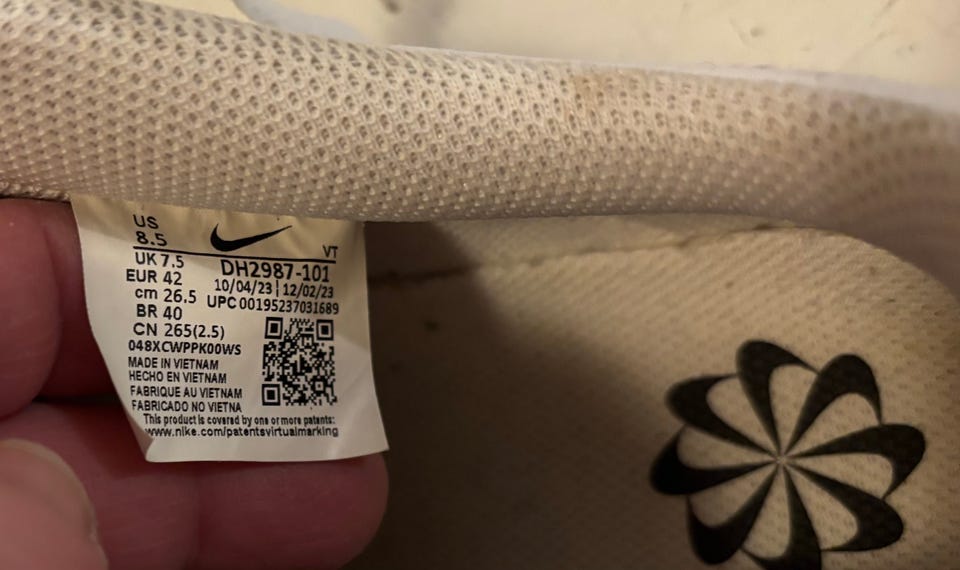 US
8.5
VT
UK 7.5
DH2987-101
EUR 42
10/04/23 | 12/02/23
cm 26.5
UPC 00195237031689
BR 40
CN 265(2.5)
048XCWPPK00WS
MADE IN VIETNAM
HECHO EN VIETNAM
FABRIQUE AU VIETNAM
FABRICADO NO VIETNA
This product is covered by one or more patents:
www.nike.com/patentsvirtualmarking